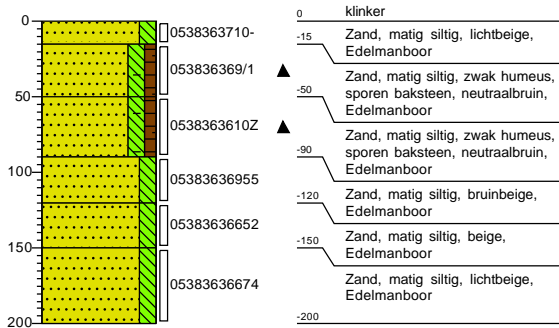 0
0538363710-
053836369/1
50
0538363610Z
100
05383636955
05383636652
150
05383636674
200
0
klinker
-15
Zand, matig siltig, lichtbeige,
Edelmanboor
Zand, matig siltig, zwak humeus,
-50
sporen baksteen, neutraalbruin,
Edelmanboor
Zand, matig siltig, zwak humeus,
-90
sporen baksteen, neutraalbruin,
Edelmanboor
-120
Zand, matig siltig, bruinbeige,
Edelmanboor
-150
Zand, matig siltig, beige,
Edelmanboor
Zand, matig siltig, lichtbeige,
Edelmanboor
-200